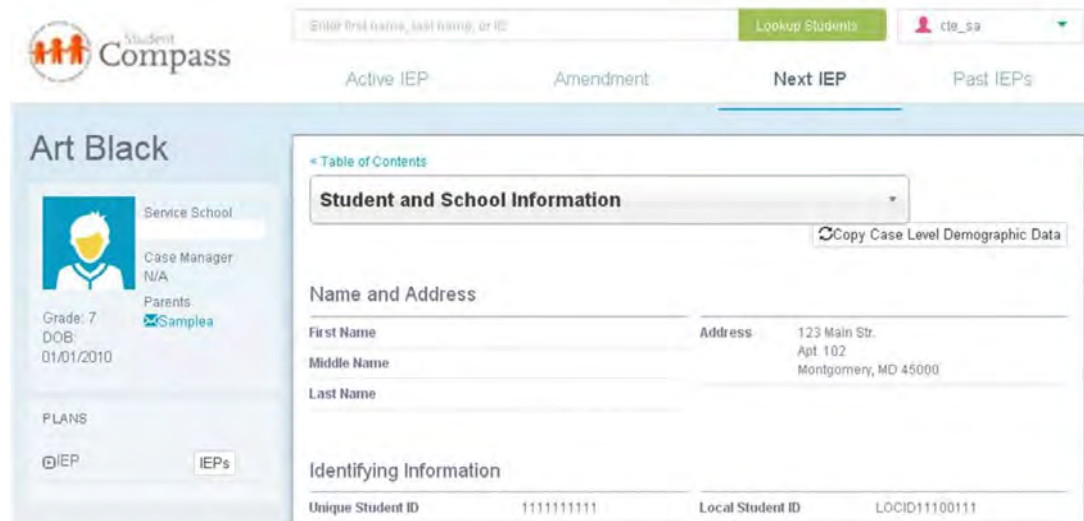 Student
Compass
Enter first name, last name, or ID
Lookup Students
cte_sa
Active IEP
Amendment
Next IEP
Past IEPs
Art Black
Service School
Case Manager
N/A
Parents
Samplea
Grade: 7
DOB:
01/01/2010
PLANS
IEP
IEPs
« Table of Contents
Student and School Information
Copy Case Level Demographic Data
Name and Address
First Name
Middle Name
Last Name
Address
123 Main Str.
Apt. 102
Montgomery, MD 45000
Identifying Information
Unique Student ID 1111111111
Local Student ID LOCID11100111